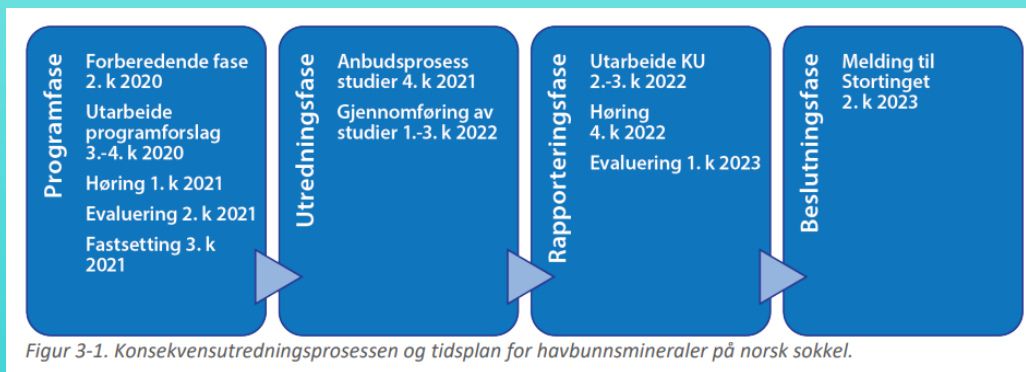 Programfase
Forberedende fase
2. k 2020
Utarbeide
programforslag
3.-4. k 2020
Høring 1. k 2021
Evaluering 2. k 2021
Fastsetting 3. k
2021
Utredningsfase
Anbudsprosess
studier 4. k 2021
Gjennomføring av
studier 1.-3. k 2022
Rapporteringsfase
Utarbeide KU
2.-3. k 2022
Høring
4. k 2022
Evaluering 1. k 2023
Beslutningsfase
Melding til
Stortinget
2. k 2023
Figur 3-1. Konsekvensutredningsprosessen og tidsplan for havbunnsmineraler på norsk sokkel.